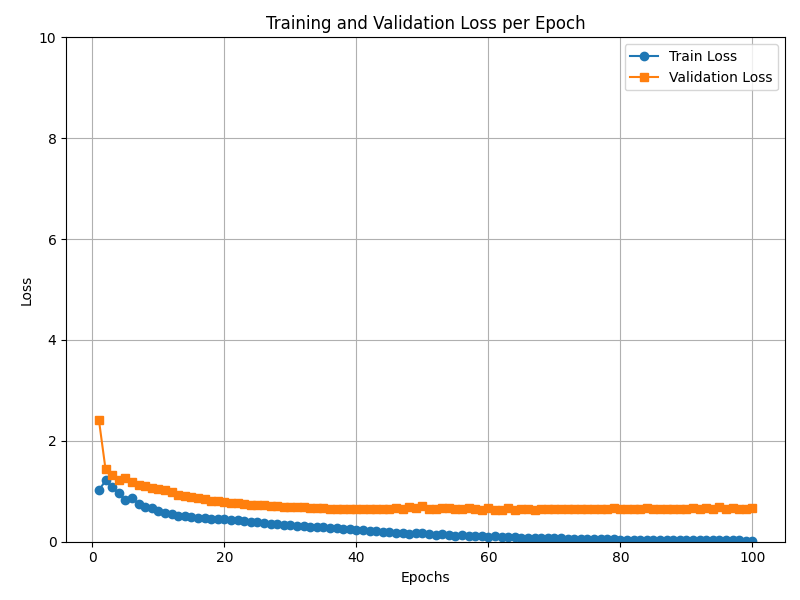 Training and Validation Loss per Epoch
Train Loss
Validation Loss
10
8
6
4
2
0
Loss
0 20 40 60 80 100
Epochs